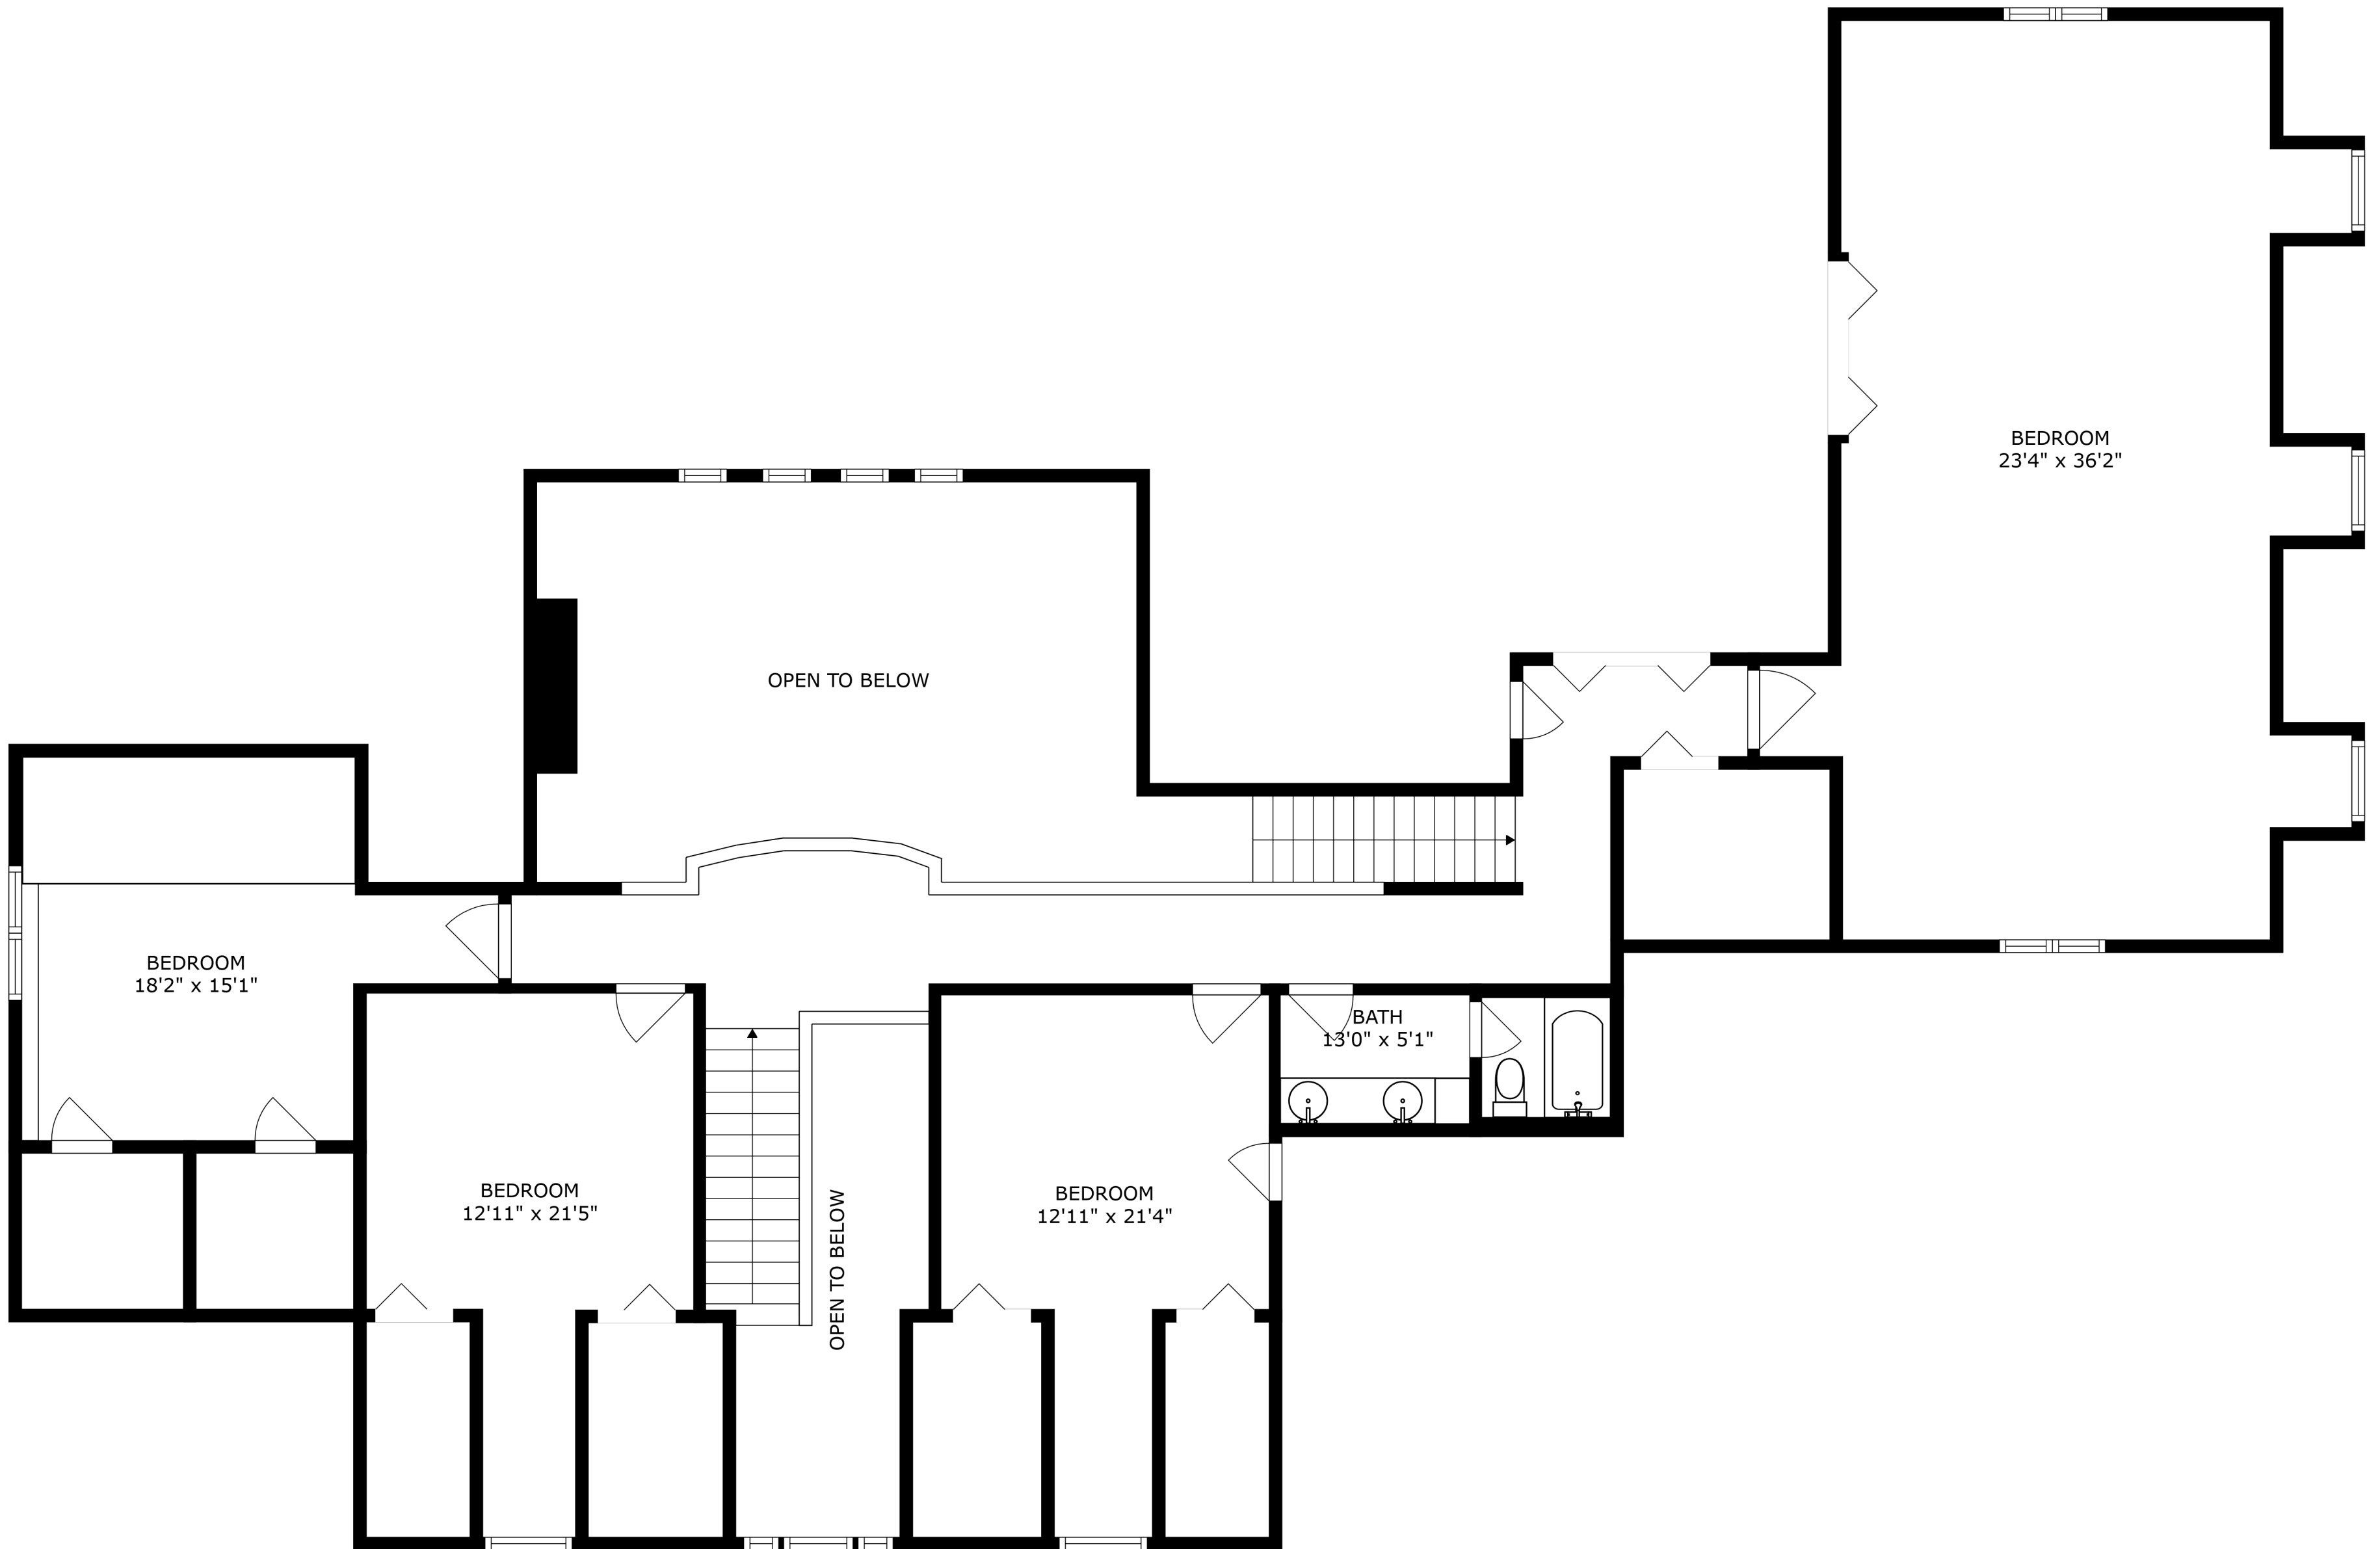 BEDROOM
23'4" x 36'2"
OPEN TO BELOW
BEDROOM
18'2" x 15'1"
BATH
13'0" x 5'1"
BEDROOM
12'11" x 21'5"
OPEN TO BELOW
BEDROOM
12'11" x 21'4"